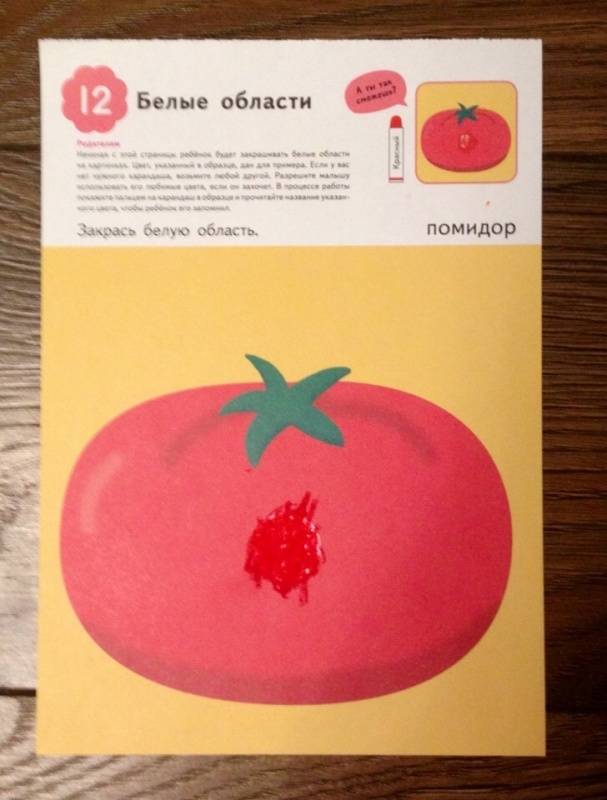 12
Белые области
А ты так
сможешь?
Красный
Родителям
Начиная с этой страницы ребёнок будет закрашивать белые области
на картинках. Цвет, указанный в образце, дан для примера. Если у вас
нет нужного карандаша, возьмите любой другой. Разрешите малышу
использовать его любимые цвета, если он захочет. В процессе работы
покажите пальцем на карандаш в образце и прочитайте название указан-
ного цвета, чтобы ребёнок его запомнил.
Закрась белую область.
помидор